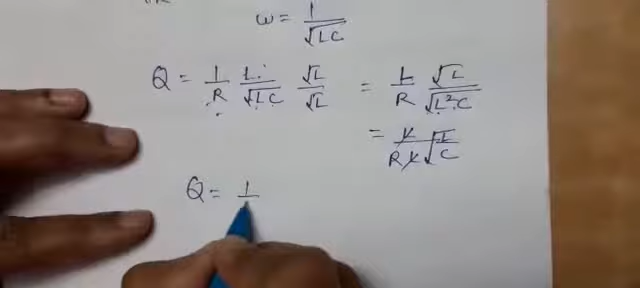 ω = 1/√LC
Q = 1/R L/√LC √L/√L = L/R √L/√L²C
= L/RL √L/C
Q = 1